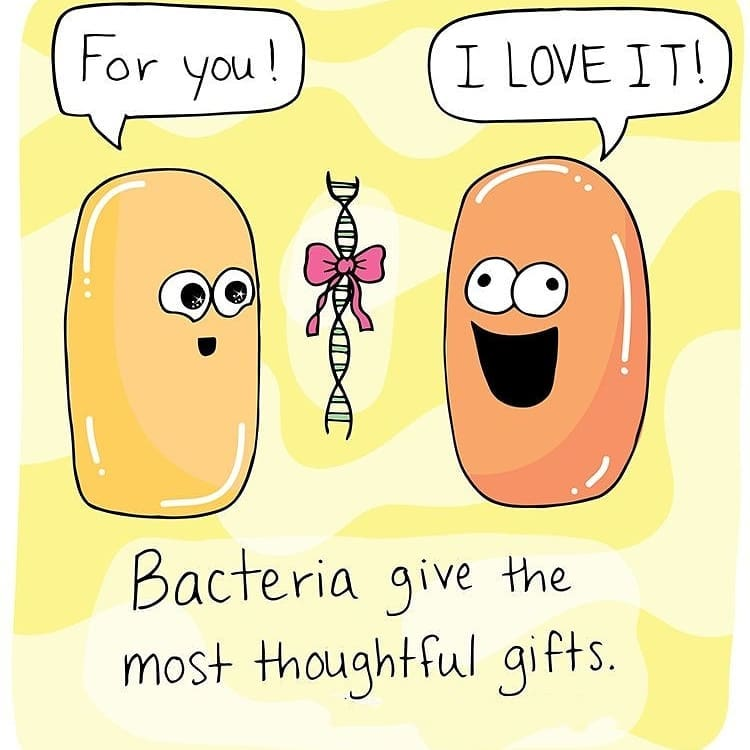 For you!
I LOVE IT!
Bacteria give the
most thoughtful gifts.